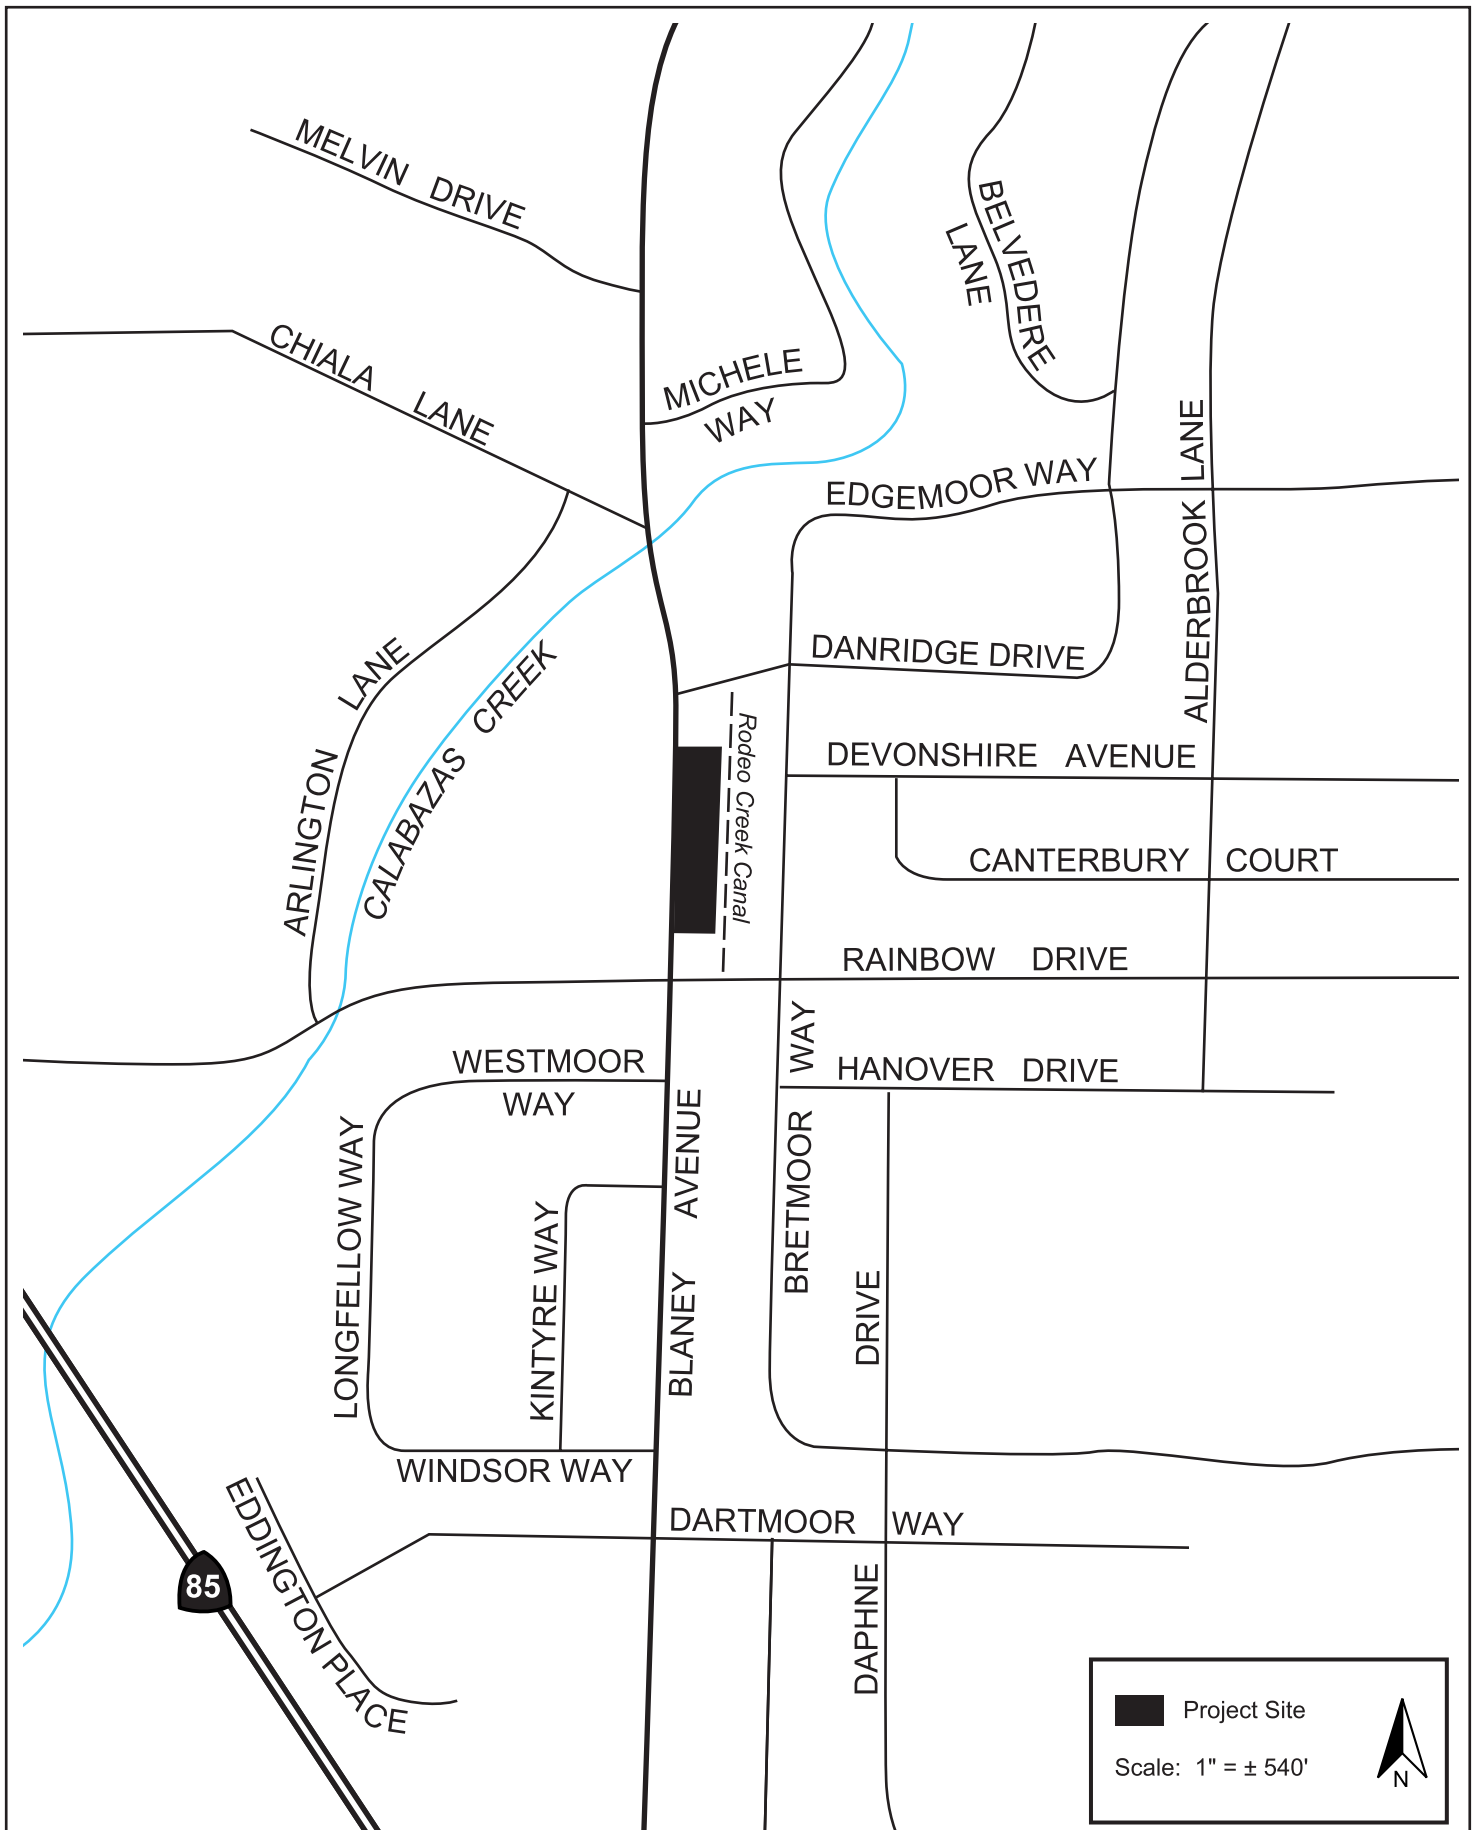 MELVIN DRIVE
BELVEDERE
LANE
CHIALA LANE
MICHELE
WAY
ALDERBROOK LANE
EDGEMOOR WAY
ARLINGTON LANE
CALABAZAS CREEK
DANRIDGE DRIVE
Rodeo Creek Canal
DEVONSHIRE AVENUE
CANTERBURY COURT
RAINBOW DRIVE
WESTMOOR
WAY
HANOVER DRIVE
BRETMOOR WAY
BLANEY AVENUE
LONGFELLOW WAY
KINTYRE WAY
WINDSOR WAY
DAPHNE DRIVE
DARTMOOR WAY
EDDINGTON PLACE
85
Project Site
Scale: 1" = ± 540'
N